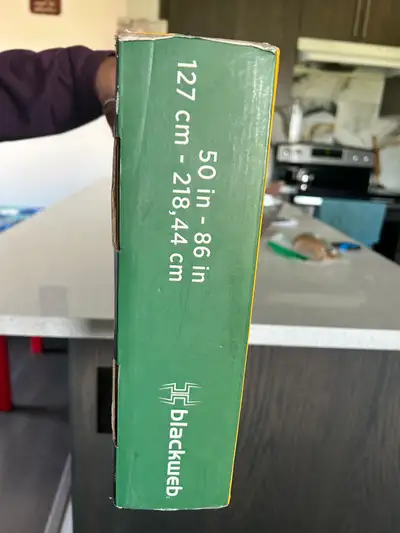 50 in - 86 in
127 cm - 218,44 cm
blackweb